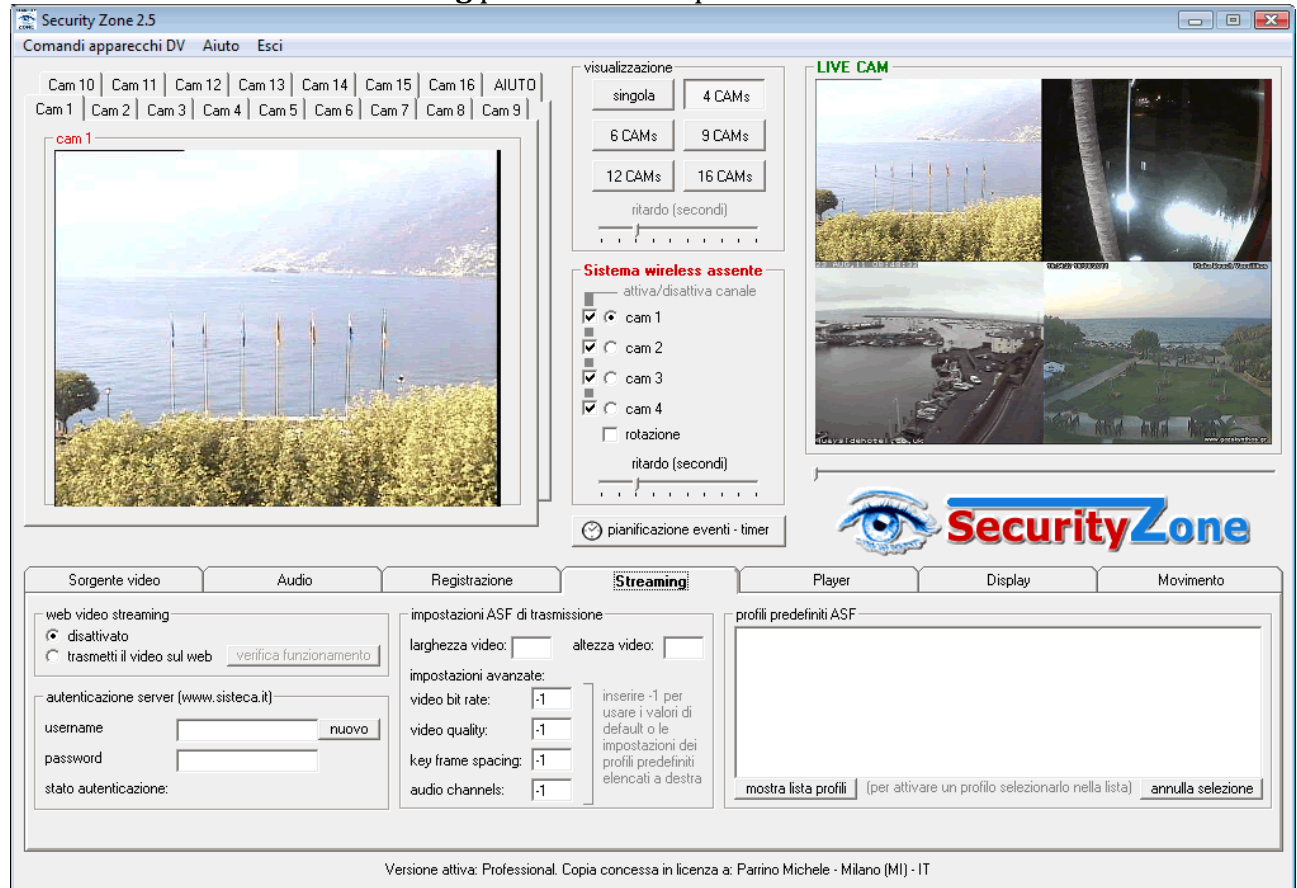 Security Zone 2.5
Comandi apparecchi DV Aiuto Esci
Cam 10 Cam 11 Cam 12 Cam 13 Cam 14 Cam 15 Cam 16 AIUTO
Cam 1 Cam 2 Cam 3 Cam 4 Cam 5 Cam 6 Cam 7 Cam 8 Cam 9
cam 1
visualizzazione
singola 4 CAMs
6 CAMs 9 CAMs
12 CAMs 16 CAMs
ritardo (secondi)
Sistema wireless assente
attiva/disattiva canale
cam 1
cam 2
cam 3
cam 4
rotazione
ritardo (secondi)
pianificazione eventi - timer
LIVE CAM
SecurityZone
Sorgente video Audio Registrazione Streaming Player Display Movimento
web video streaming
disattivato
trasmetti il video sul web verifica funzionamento
autenticazione server (www.sisteca.it)
username nuovo
password
stato autenticazione:
impostazioni ASF di trasmissione
larghezza video: altezza video:
impostazioni avanzate:
video bit rate: -1
video quality: -1
key frame spacing: -1
audio channels: -1
inserire -1 per
usare i valori di
default o le
impostazioni dei
profili predefiniti
elencati a destra
profili predefiniti ASF
mostra lista profili (per attivare un profilo selezionarlo nella lista) annulla selezione
Versione attiva: Professional. Copia concessa in licenza a: Parrino Michele - Milano (MI) - IT